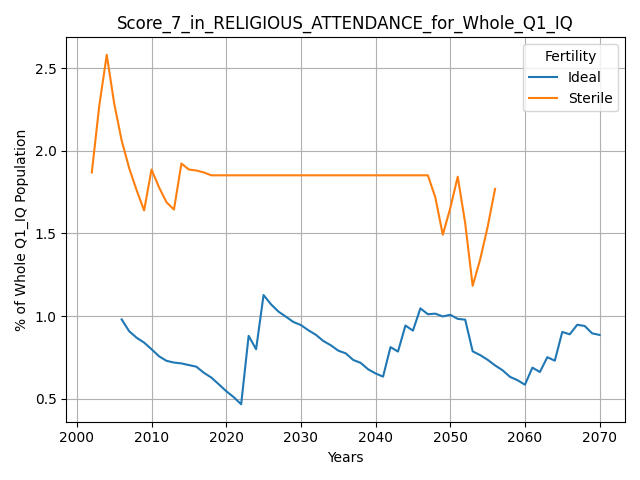 Score_7_in_RELIGIOUS_ATTENDANCE_for_Whole_Q1_IQ
Fertility
Ideal
Sterile
% of Whole Q1_IQ Population
2.5
2.0
1.5
1.0
0.5
2000 2010 2020 2030 2040 2050 2060 2070
Years